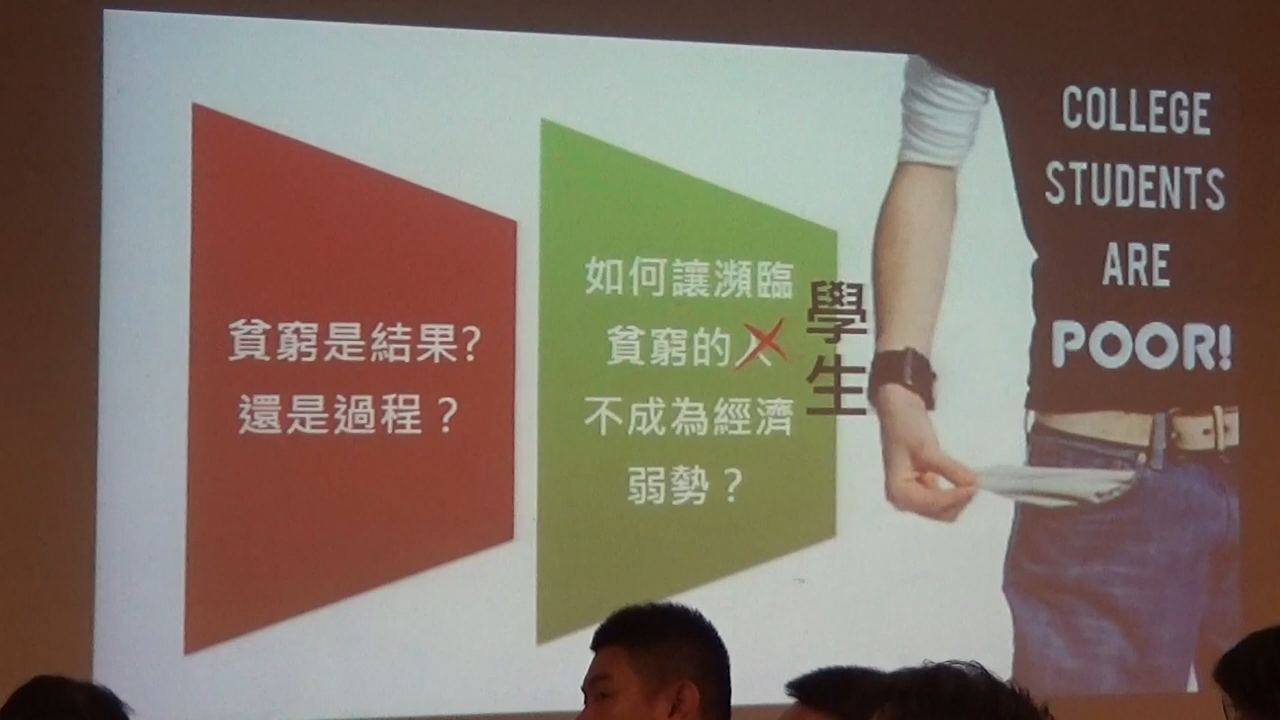 貧窮是結果?
還是過程？
如何讓瀕臨
貧窮的人
不成為經濟
弱勢？
學生
COLLEGE
STUDENTS
ARE
POOR!